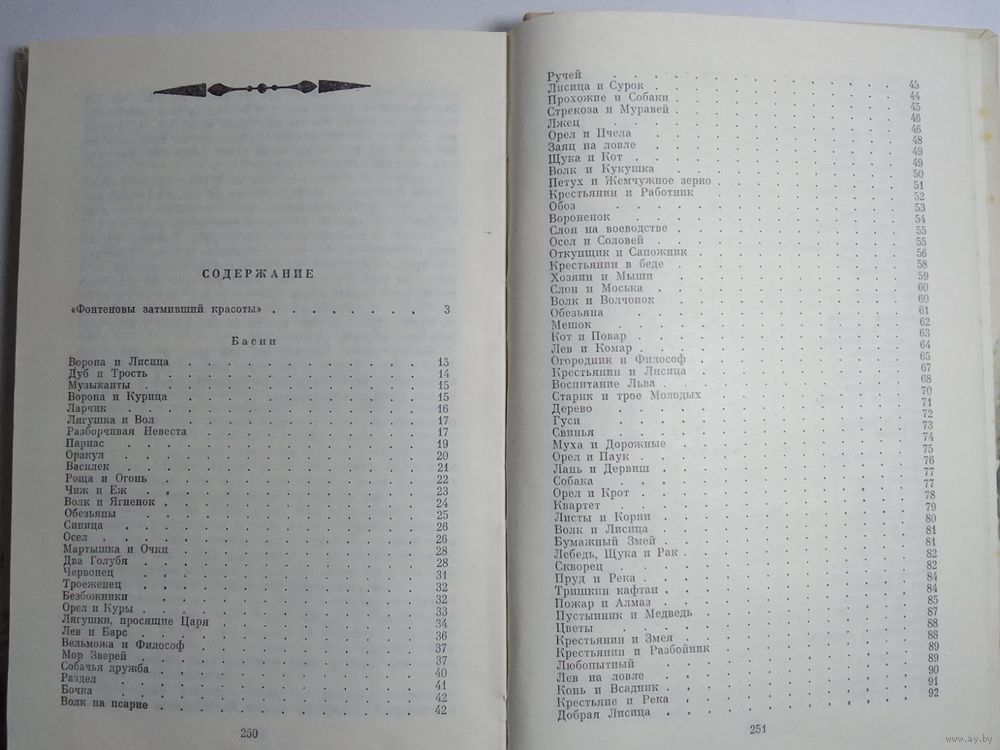 СОДЕРЖАНИЕ
«Фонтеновы затмивший красоты» . . . . . . . 3
Басни
Ворона и Лисица . . . . . . . . . . 13
Дуб и Трость . . . . . . . . . . 14
Музыканты . . . . . . . . . . 15
Ворона и Курица . . . . . . . . . . 15
Ларчик . . . . . . . . . . 16
Лягушка и Вол . . . . . . . . . . 17
Разборчивая Невеста . . . . . . . . . . 17
Парнас . . . . . . . . . . 19
Оракул . . . . . . . . . . 20
Василек . . . . . . . . . . 21
Роща и Огонь . . . . . . . . . . 22
Чиж и Еж . . . . . . . . . . 23
Волк и Ягненок . . . . . . . . . . 24
Обезьяны . . . . . . . . . . 25
Синица . . . . . . . . . . 26
Осел . . . . . . . . . . 26
Мартышка и Очки . . . . . . . . . . 28
Два Голубя . . . . . . . . . . 28
Червонец . . . . . . . . . . 31
Троеженец . . . . . . . . . . 32
Безбожники . . . . . . . . . . 32
Орел и Куры . . . . . . . . . . 33
Лягушки, просящие Царя . . . . . . . . . . 34
Лев и Барс . . . . . . . . . . 36
Вельможа и Философ . . . . . . . . . . 37
Мор Зверей . . . . . . . . . . 37
Собачья дружба . . . . . . . . . . 40
Раздел . . . . . . . . . . 41
Бочка . . . . . . . . . . 42
Волк на псарне . . . . . . . . . . 42
250
Ручей . . . . . . . . . . 45
Лисица и Сурок . . . . . . . . . . 44
Прохожие и Собаки . . . . . . . . . . 45
Стрекоза и Муравей . . . . . . . . . . 46
Лжец . . . . . . . . . . 46
Орел и Пчела . . . . . . . . . . 48
Заяц на ловле . . . . . . . . . . 49
Щука и Кот . . . . . . . . . . 49
Волк и Кукушка . . . . . . . . . . 50
Петух и Жемчужное зерно . . . . . . . . . . 51
Крестьянин и Работник . . . . . . . . . . 52
Обоз . . . . . . . . . . 53
Вороненок . . . . . . . . . . 54
Слон на воеводстве . . . . . . . . . . 55
Осел и Соловей . . . . . . . . . . 55
Откупщик и Сапожник . . . . . . . . . . 56
Крестьянин в беде . . . . . . . . . . 58
Хозяин и Мыши . . . . . . . . . . 59
Слон и Моська . . . . . . . . . . 60
Волк и Волчонок . . . . . . . . . . 60
Обезьяна . . . . . . . . . . 61
Мешок . . . . . . . . . . 62
Кот и Повар . . . . . . . . . . 63
Лев и Комар . . . . . . . . . . 64
Огородник и Философ . . . . . . . . . . 65
Крестьянин и Лисица . . . . . . . . . . 67
Воспитание Льва . . . . . . . . . . 68
Старик и трое Молодых . . . . . . . . . . 70
Дерево . . . . . . . . . . 71
Гуси . . . . . . . . . . 72
Свинья . . . . . . . . . . 73
Муха и Дорожные . . . . . . . . . . 74
Орел и Паук . . . . . . . . . . 75
Лань и Дервиш . . . . . . . . . . 76
Собака . . . . . . . . . . 77
Орел и Крот . . . . . . . . . . 77
Квартет . . . . . . . . . . 78
Листы и Корни . . . . . . . . . . 79
Волк и Лисица . . . . . . . . . . 80
Бумажный Змей . . . . . . . . . . 81
Лебедь, Щука и Рак . . . . . . . . . . 81
Скворец . . . . . . . . . . 82
Пруд и Река . . . . . . . . . . 82
Тришкин кафтан . . . . . . . . . . 84
Пожар и Алмаз . . . . . . . . . . 84
Пустынник и Медведь . . . . . . . . . . 85
Цветы . . . . . . . . . . 87
Крестьянин и Змея . . . . . . . . . . 88
Крестьянин и Разбойник . . . . . . . . . . 88
Любопытный . . . . . . . . . . 89
Лев на ловле . . . . . . . . . . 89
Конь и Всадник . . . . . . . . . . 90
Крестьяне и Река . . . . . . . . . . 91
Добрая Лисица . . . . . . . . . . 92
251
www.ay.by